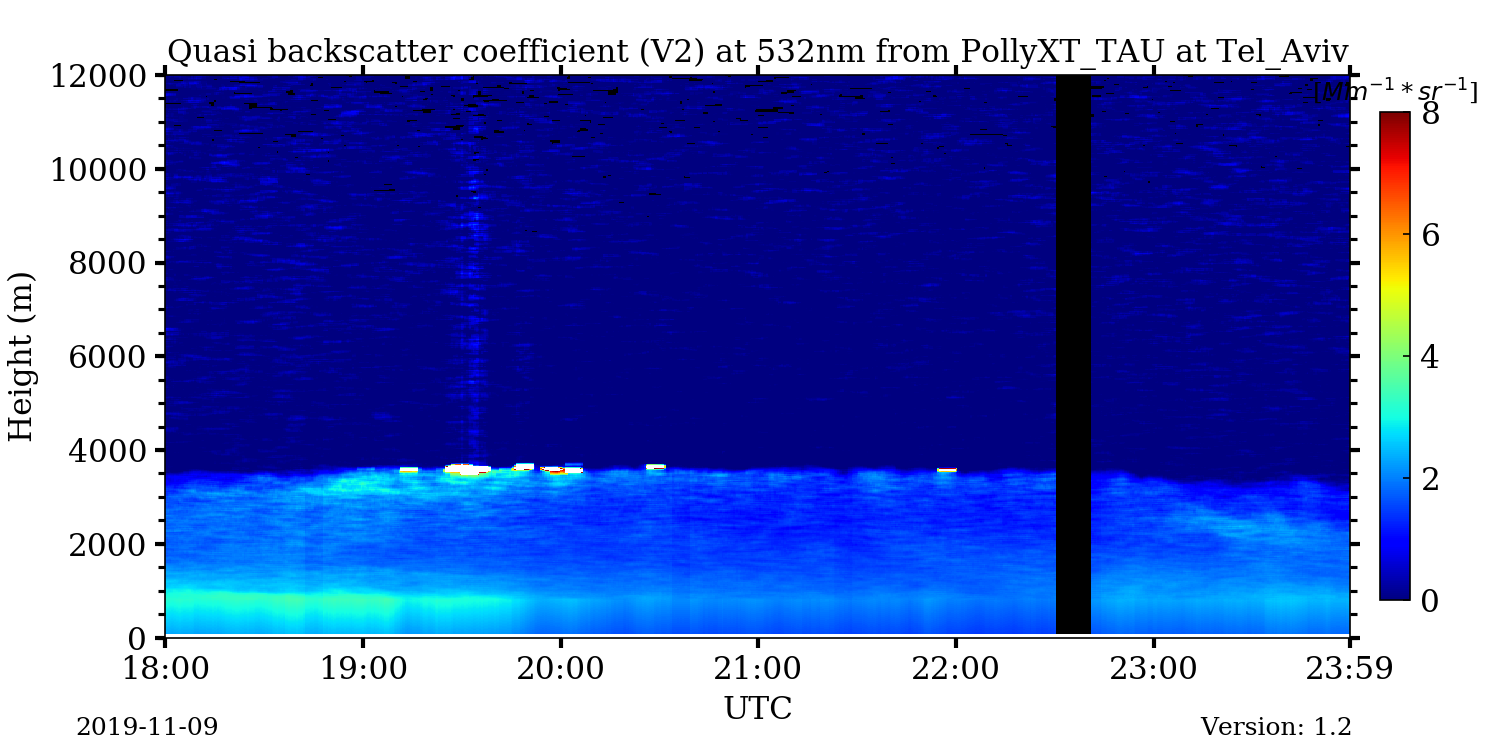 Quasi backscatter coefficient (V2) at 532nm from PollyXT_TAU at Tel_Aviv
[Mm⁻¹ * sr⁻¹]
12000
10000
8000
6000
4000
2000
0
Height (m)
8
6
4
2
0
18:00 19:00 20:00 21:00 22:00 23:00 23:59
UTC
2019-11-09 Version: 1.2